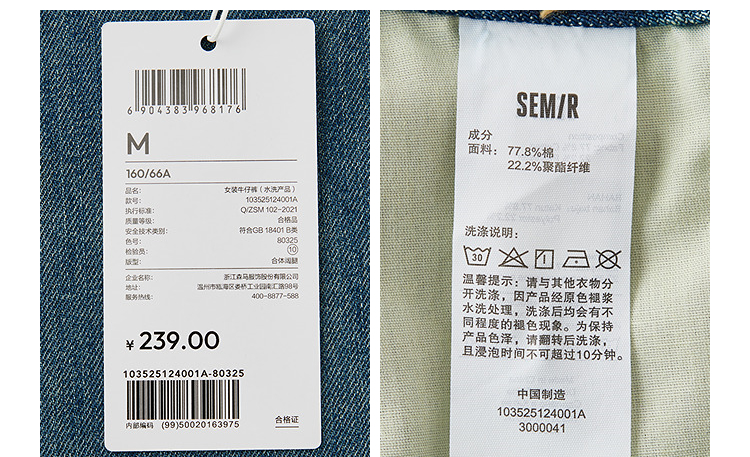 6 904383 968176
M
160/66A
品名: 女装牛仔裤（水洗产品）
款号: 103525124001A
执行标准: Q/ZSM 102-2021
质量等级: 合格品
安全技术类别: 符合GB 18401 B类
色号: 80325
检验员: 10
版型: 合体阔腿
企业名称: 浙江森马服饰股份有限公司
地址: 温州市瓯海区娄桥工业园南汇路98号
服务热线: 400-8877-588
¥ 239.00
103525124001A-80325
内部编码 (99)50020163975
合格证
SEM/R
成分
面料: 77.8%棉
22.2%聚酯纤维
洗涤说明:
30
温馨提示: 请与其他衣物分
开洗涤，因产品经原色褪浆
水洗处理，洗涤后均会有不
同程度的褪色现象。为保持
产品色泽，请翻转后洗涤，
且浸泡时间不可超过10分钟。
中国制造
103525124001A
3000041